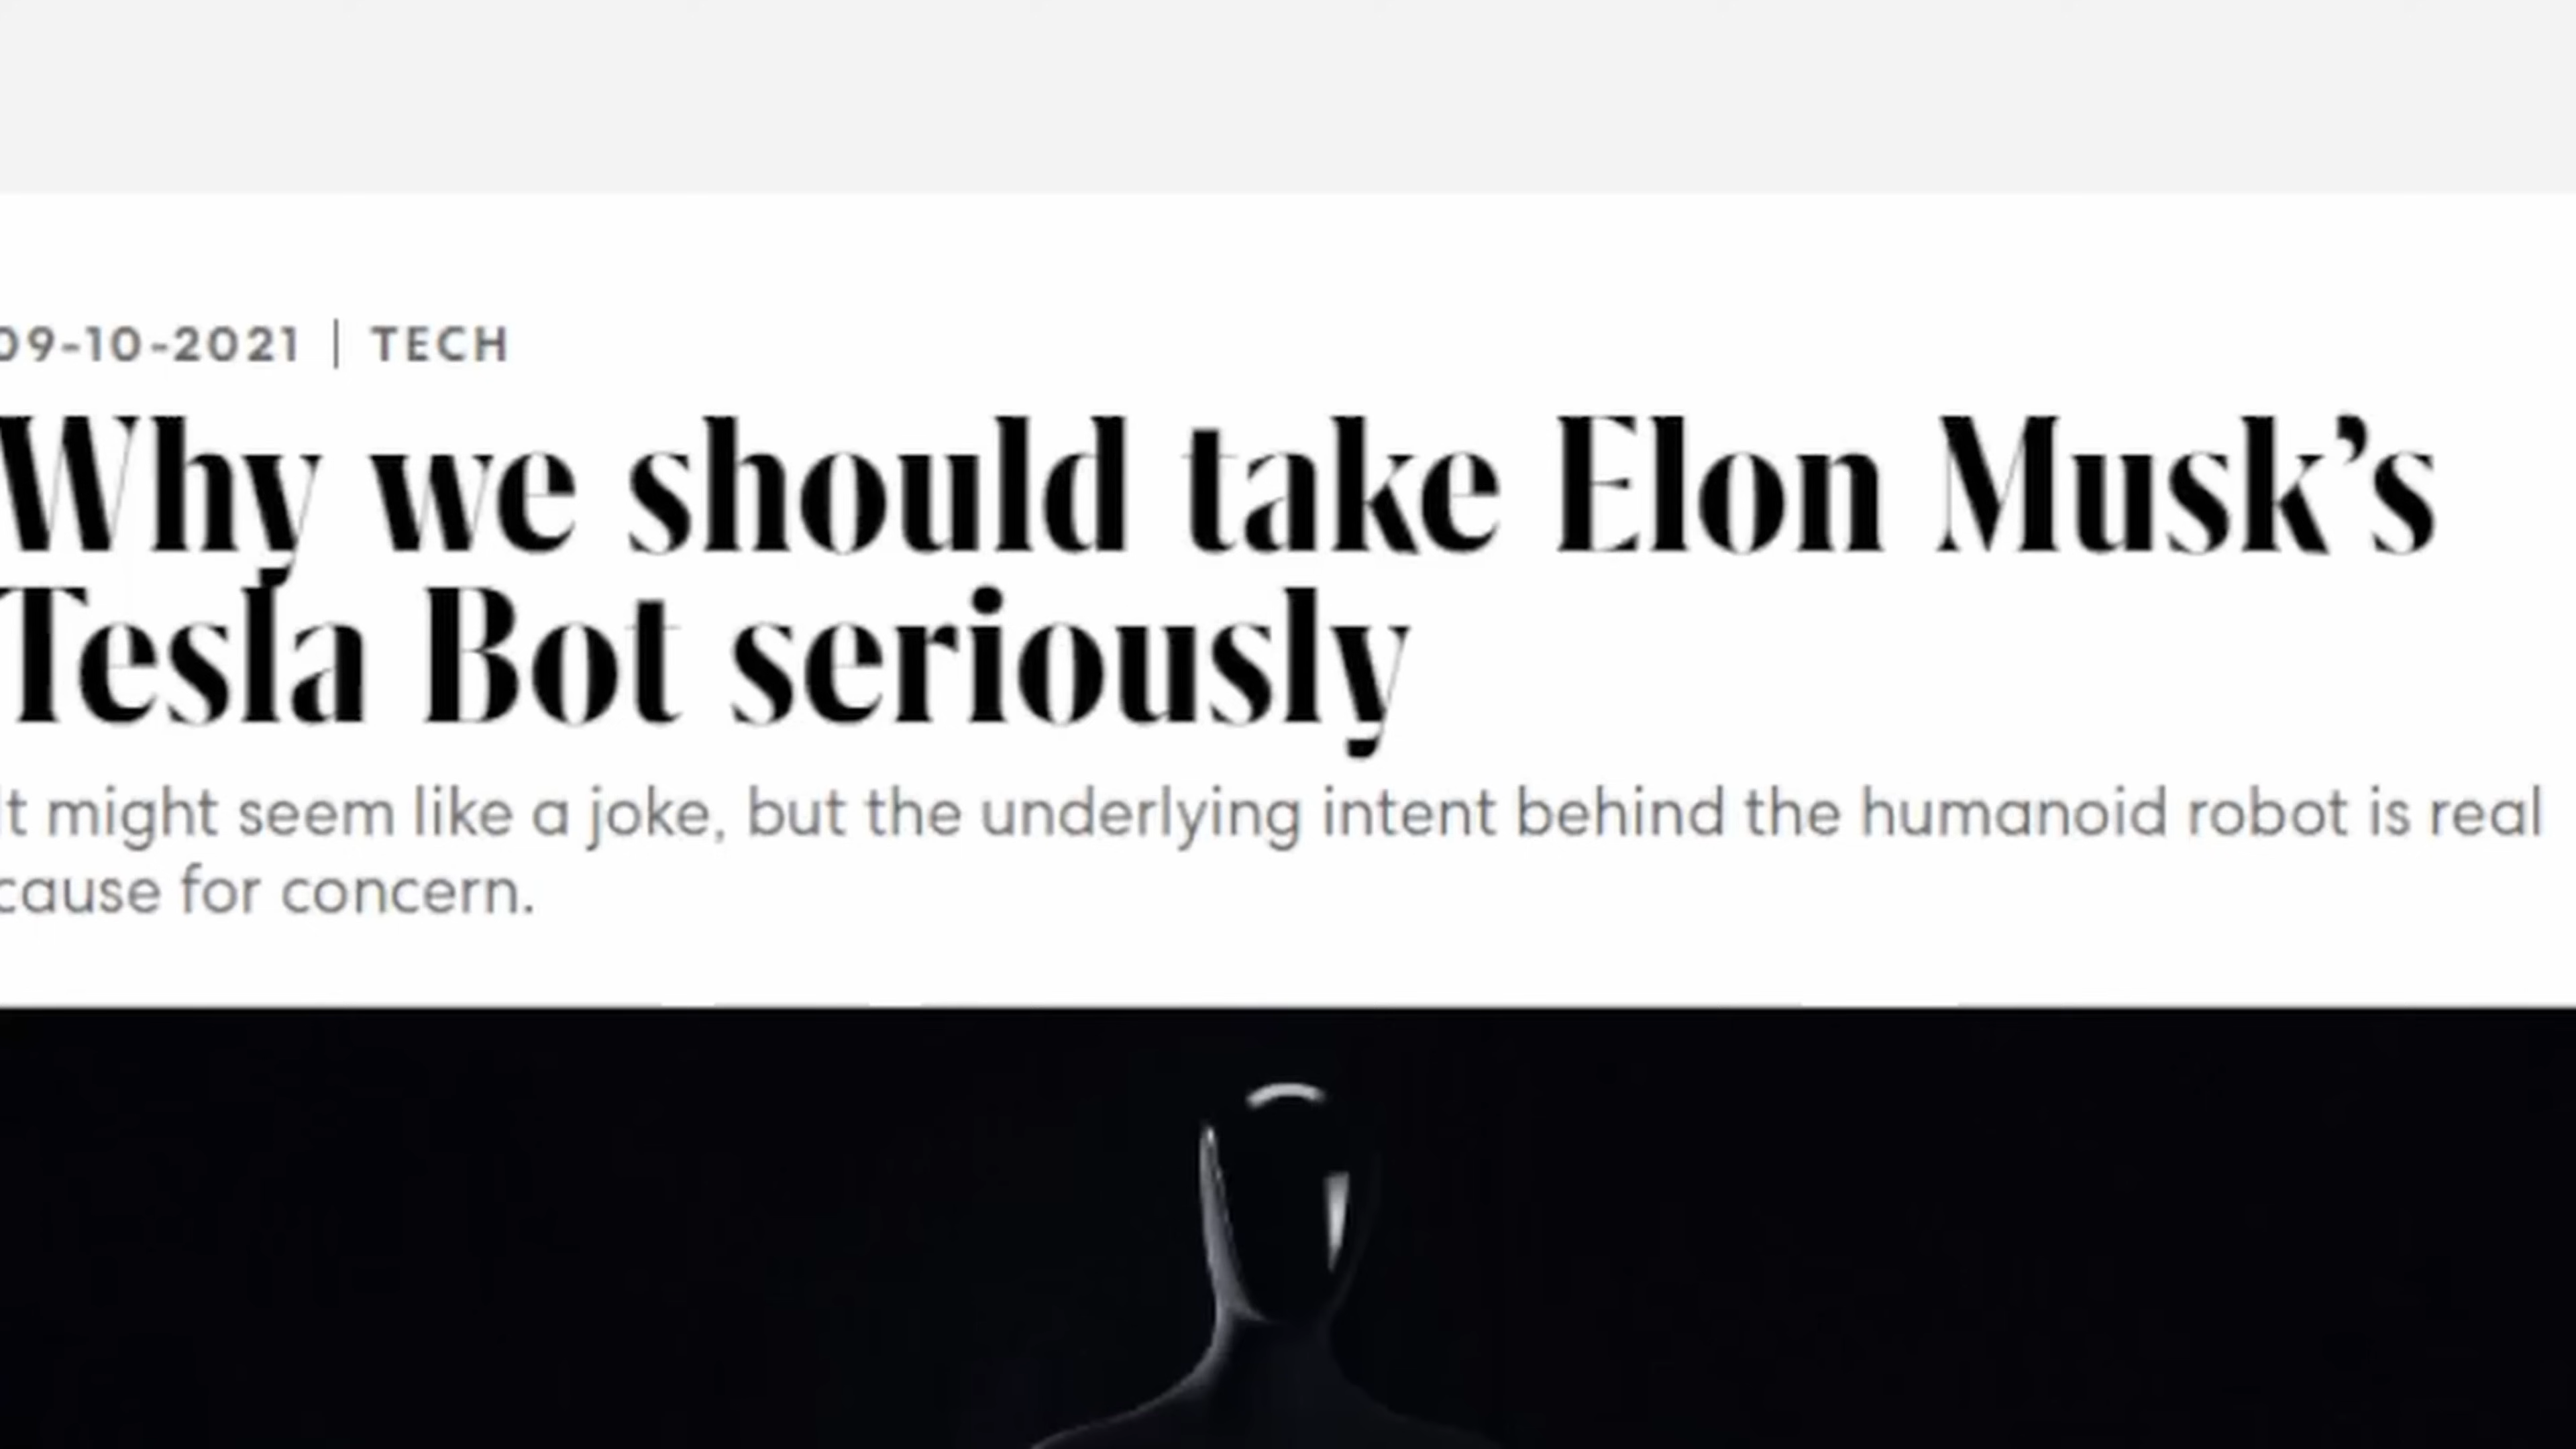 09-10-2021 | TECH
Why we should take Elon Musk’s
Tesla Bot seriously
It might seem like a joke, but the underlying intent behind the humanoid robot is real
cause for concern.